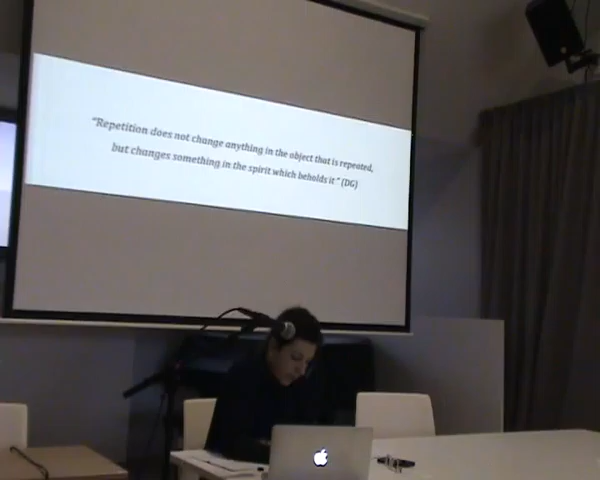 “Repetition does not change anything in the object that is repeated,
but changes something in the spirit which beholds it” (DG)